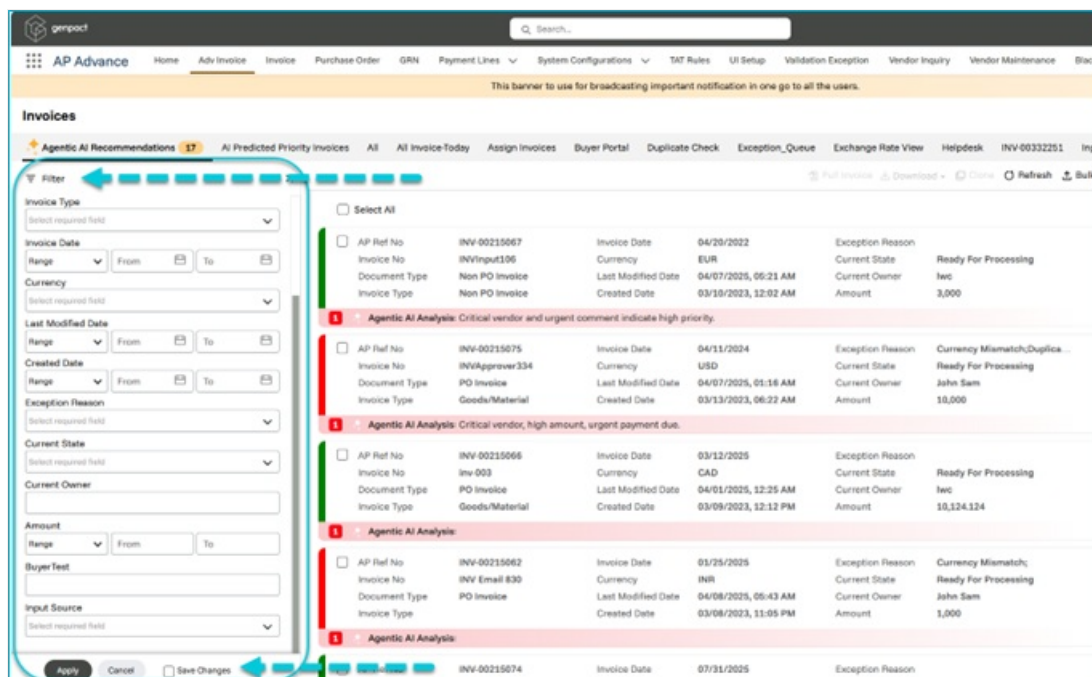 genpact
Search...
AP Advance Home Adv Invoice Invoice Purchase Order GRN Payment Lines System Configurations TAT Rules UI Setup Validation Exception Vendor Inquiry Vendor Maintenance Blac
This banner to use for broadcasting important notification in one go to all the users.
Invoices
Agentic AI Recommendations 17 AI Predicted Priority Invoices All All Invoice-Today Assign Invoices Buyer Portal Duplicate Check Exception_Queue Exchange Rate View Helpdesk INV-00332251
Filter
Pull Invoice Download Clone Refresh Bulk
Invoice Type
Select required field
Invoice Date
Range From To
Currency
Select required field
Last Modified Date
Range From To
Created Date
Range From To
Exception Reason
Select required field
Current State
Select required field
Current Owner
Amount
Range From To
BuyerTest
Input Source
Select required field
Apply Cancel Save Changes
Select All
AP Ref No INV-00215067 Invoice Date 04/20/2022 Exception Reason
Invoice No INVInput106 Currency EUR Current State Ready For Processing
Document Type Non PO Invoice Last Modified Date 04/07/2025, 05:21 AM Current Owner lwc
Invoice Type Non PO Invoice Created Date 03/10/2023, 12:02 AM Amount 3,000
1 Agentic AI Analysis: Critical vendor and urgent comment indicate high priority.
AP Ref No INV-00215075 Invoice Date 04/11/2024 Exception Reason Currency Mismatch;Duplica...
Invoice No INVApprover334 Currency USD Current State Ready For Processing
Document Type PO Invoice Last Modified Date 04/07/2025, 01:16 AM Current Owner John Sam
Invoice Type Goods/Material Created Date 03/13/2023, 06:22 AM Amount 10,000
1 Agentic AI Analysis: Critical vendor, high amount, urgent payment due.
AP Ref No INV-00215066 Invoice Date 03/12/2025 Exception Reason
Invoice No Inv-003 Currency CAD Current State Ready For Processing
Document Type PO Invoice Last Modified Date 04/01/2025, 12:25 AM Current Owner lwc
Invoice Type Goods/Material Created Date 03/09/2023, 12:12 PM Amount 10,124.124
1 Agentic AI Analysis:
AP Ref No INV-00215062 Invoice Date 01/25/2025 Exception Reason Currency Mismatch;
Invoice No INV Email 830 Currency INR Current State Ready For Processing
Document Type PO Invoice Last Modified Date 04/08/2025, 05:43 AM Current Owner John Sam
Invoice Type Created Date 03/08/2023, 11:05 PM Amount 1,000
1 Agentic AI Analysis:
INV-00215074 Invoice Date 07/31/2025 Exception Reason